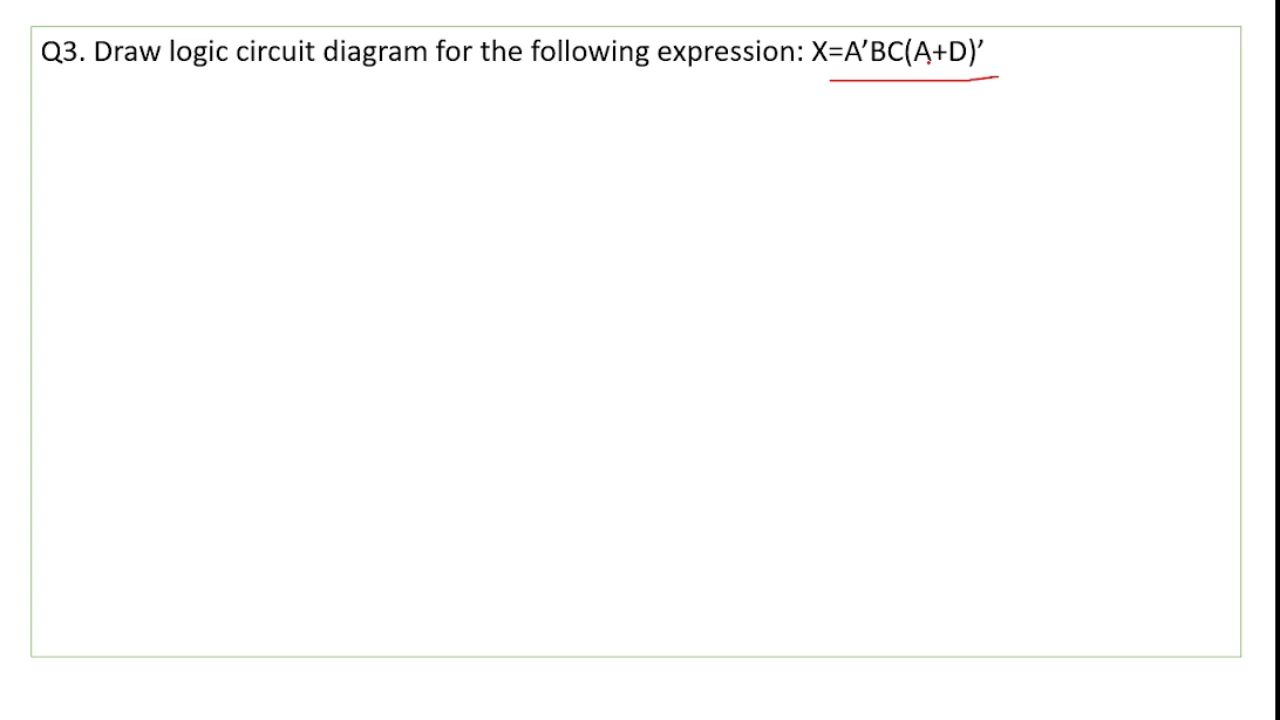 Q3. Draw logic circuit diagram for the following expression: X=A’BC(A+D)’